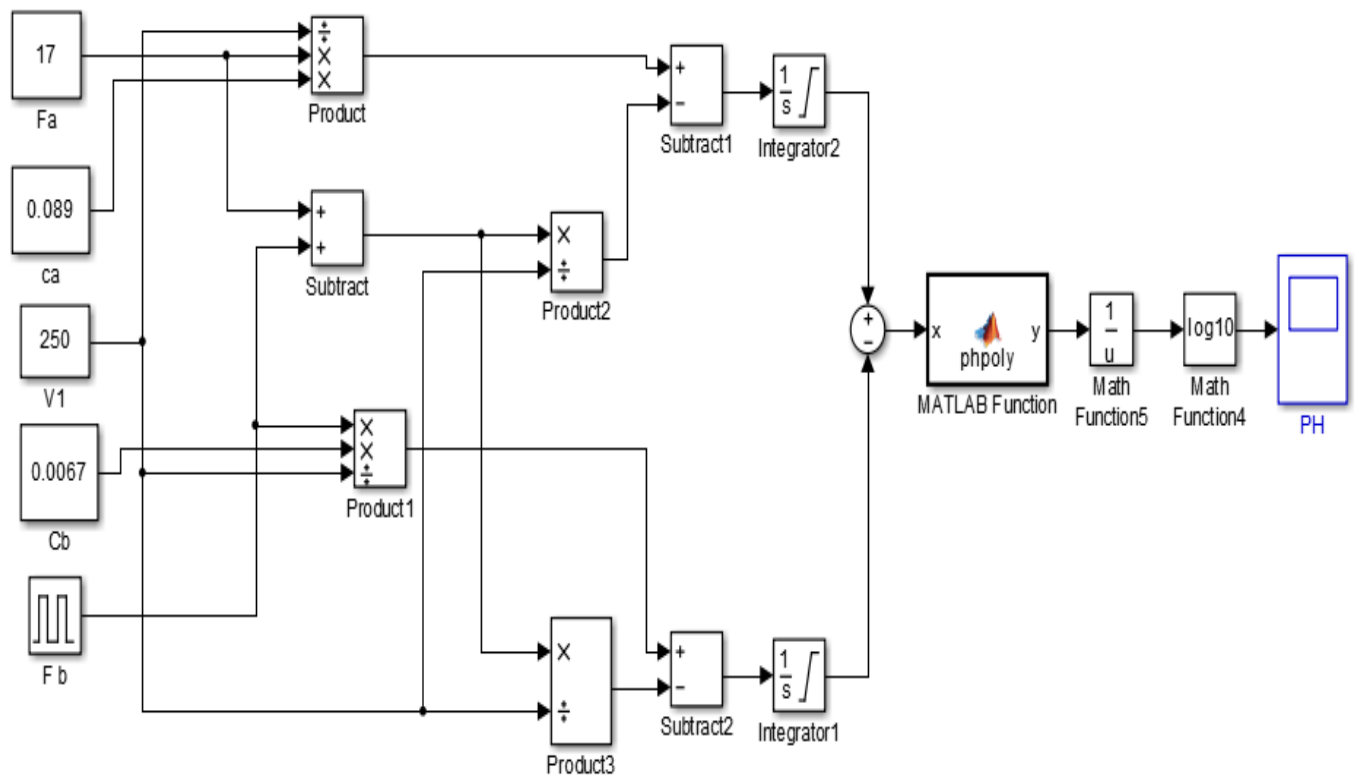 17
Fa
÷
×
×
Product
+
−
Subtract1
1
s
Integrator2
0.089
ca
+
+
Subtract
×
÷
Product2
250
V1
+
−
x
phpoly
y
MATLAB Function
1
u
Math
Function5
log10
Math
Function4
PH
0.0067
Cb
×
×
÷
Product1
F b
×
÷
Product3
+
−
Subtract2
1
s
Integrator1